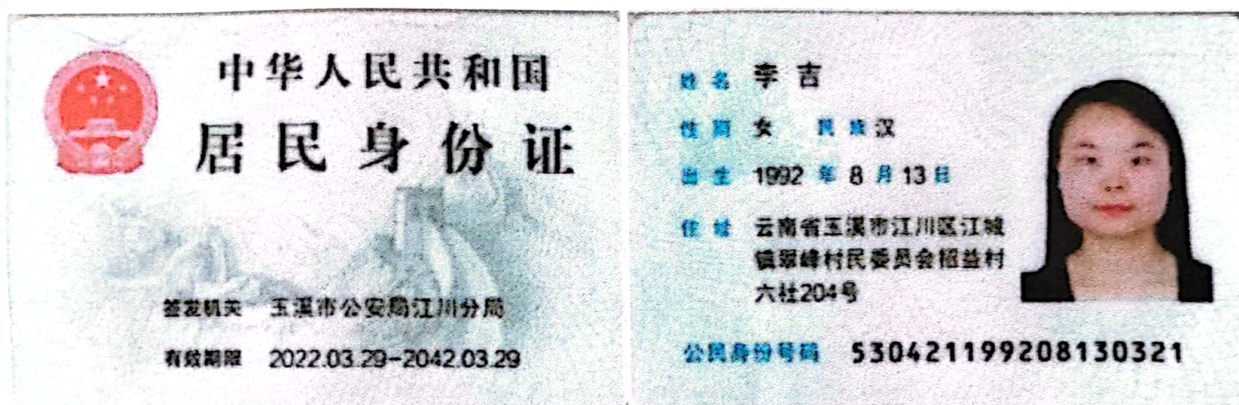 中华人民共和国
居民身份证
签发机关 玉溪市公安局江川分局
有效期限 2022.03.29-2042.03.29
姓名 李吉
性别 女 民族 汉
出生 1992 年 8 月 13 日
住址 云南省玉溪市江川区江城
镇翠峰村民委员会招益村
六社204号
公民身份号码 530421199208130321